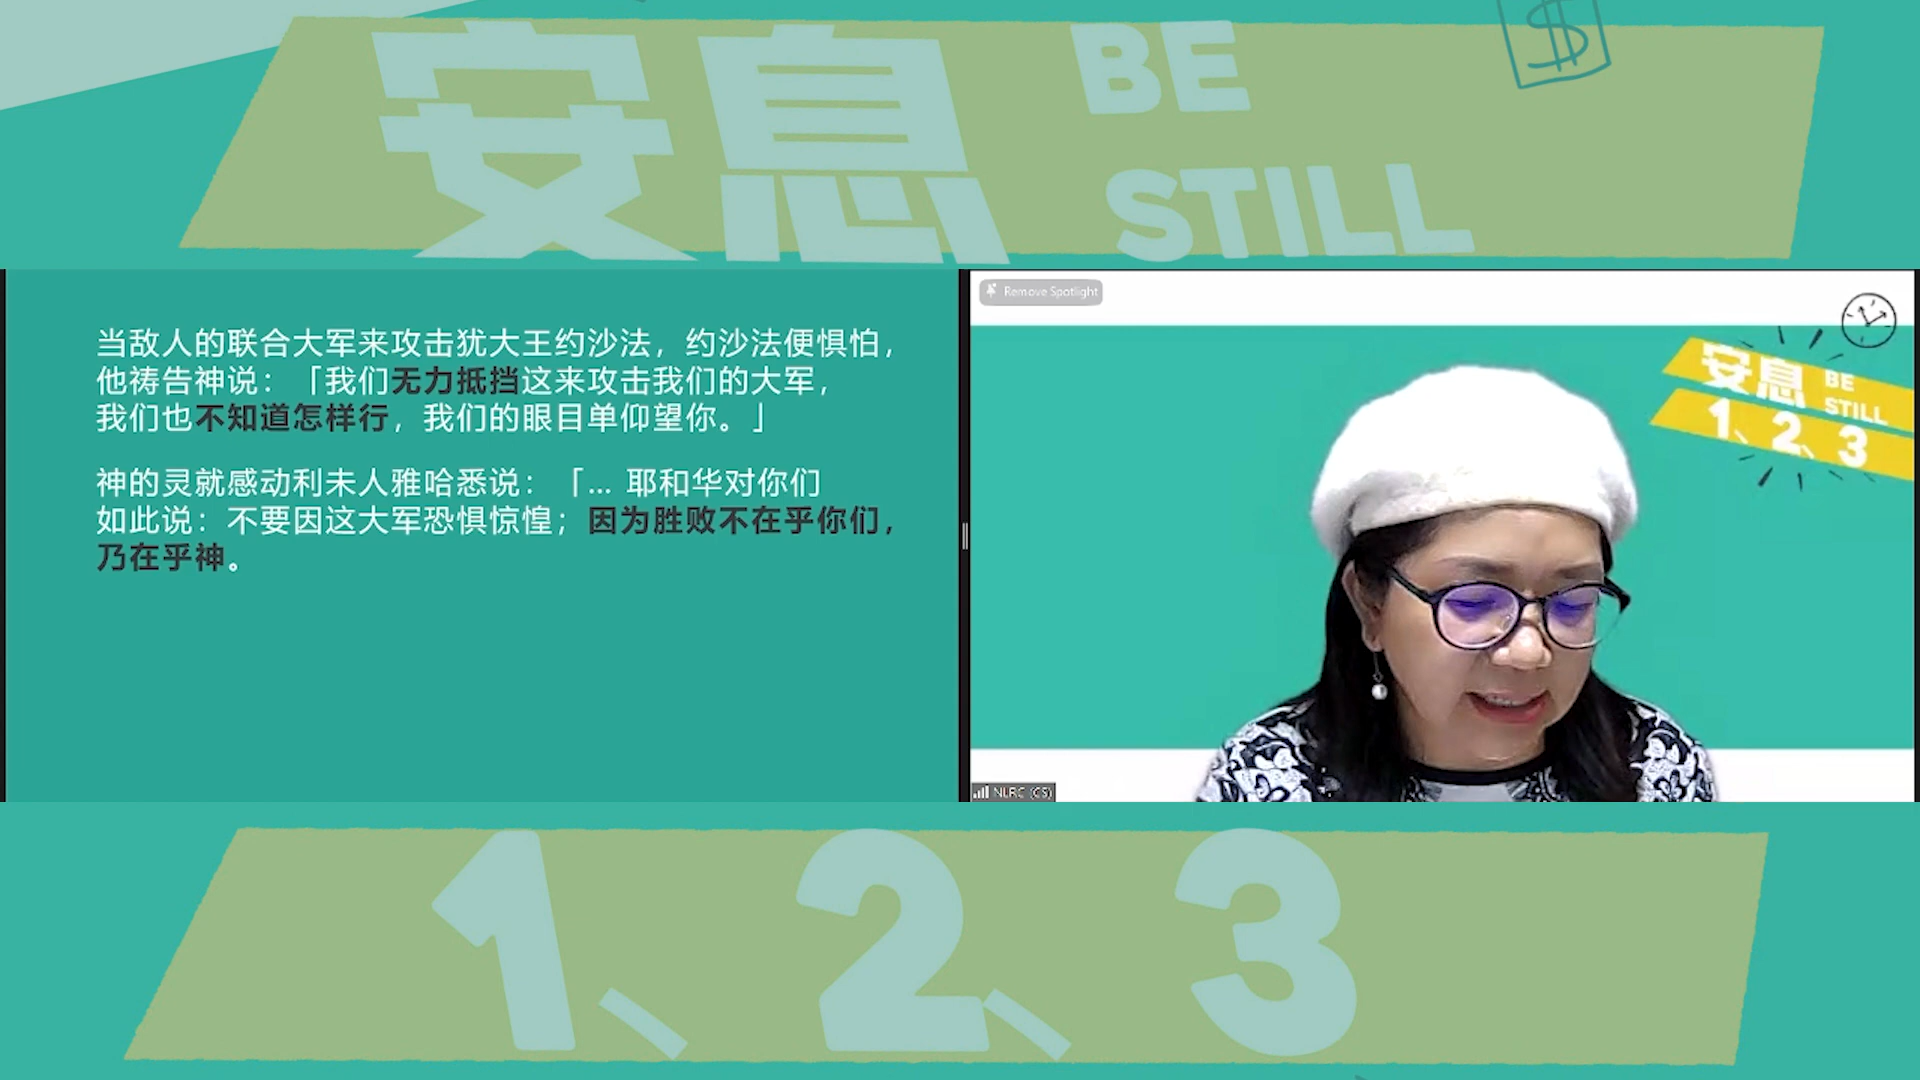 安息 BE
STILL
$
当敌人的联合大军来攻击犹大王约沙法，约沙法便惧怕，
他祷告神说：「我们无力抵挡这来攻击我们的大军，
我们也不知道怎样行，我们的眼目单仰望你。」
神的灵就感动利未人雅哈悉说：「... 耶和华对你们
如此说：不要因这大军恐惧惊惶；因为胜败不在乎你们，
乃在乎神。
Remove Spotlight
安息 BE
STILL
1、2、3
NLRC (CS)
1、2、3